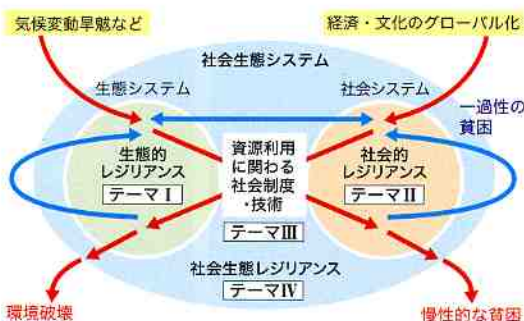 気候変動旱魃など
経済・文化のグローバル化
社会生態システム
生態システム
社会システム
一過性の
貧困
生態的
レジリアンス
テーマⅠ
資源利用
に関わる
社会制度
・技術
テーマⅢ
社会的
レジリアンス
テーマⅡ
社会生態レジリアンス
テーマⅣ
環境破壊
慢性的な貧困